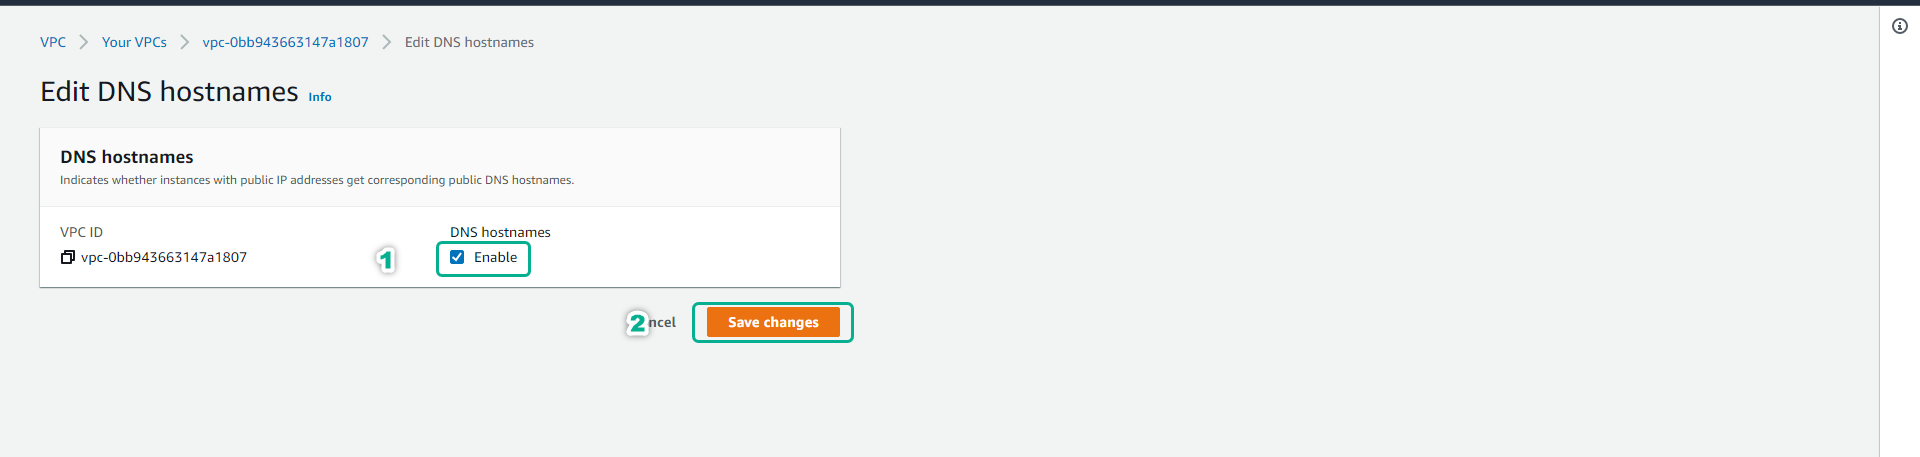 VPC > Your VPCs > vpc-0bb943663147a1807 > Edit DNS hostnames
Edit DNS hostnames Info
DNS hostnames
Indicates whether instances with public IP addresses get corresponding public DNS hostnames.
VPC ID
vpc-0bb943663147a1807
DNS hostnames
1 Enable
2 ncel Save changes